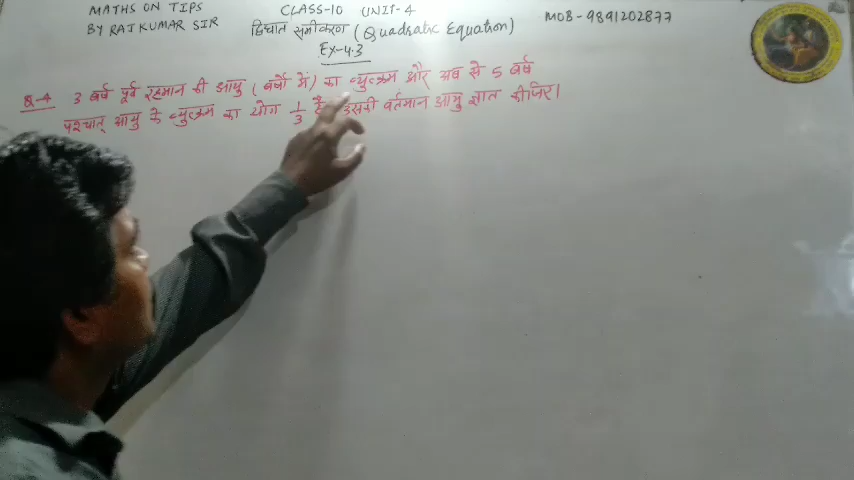 MATHS ON TIPS CLASS-10 UNIT-4 MOB-9891202877
BY RAJKUMAR SIR द्विघात समीकरण (Quadratic Equation)
Ex-4.3
Q-4 3 वर्ष पूर्व रहमान की आयु (वर्षो में) का व्युत्क्रम और अब से 5 वर्ष
पश्चात् आयु के व्युत्क्रम का योग 1/3 है उसकी वर्तमान आयु ज्ञात कीजिए।